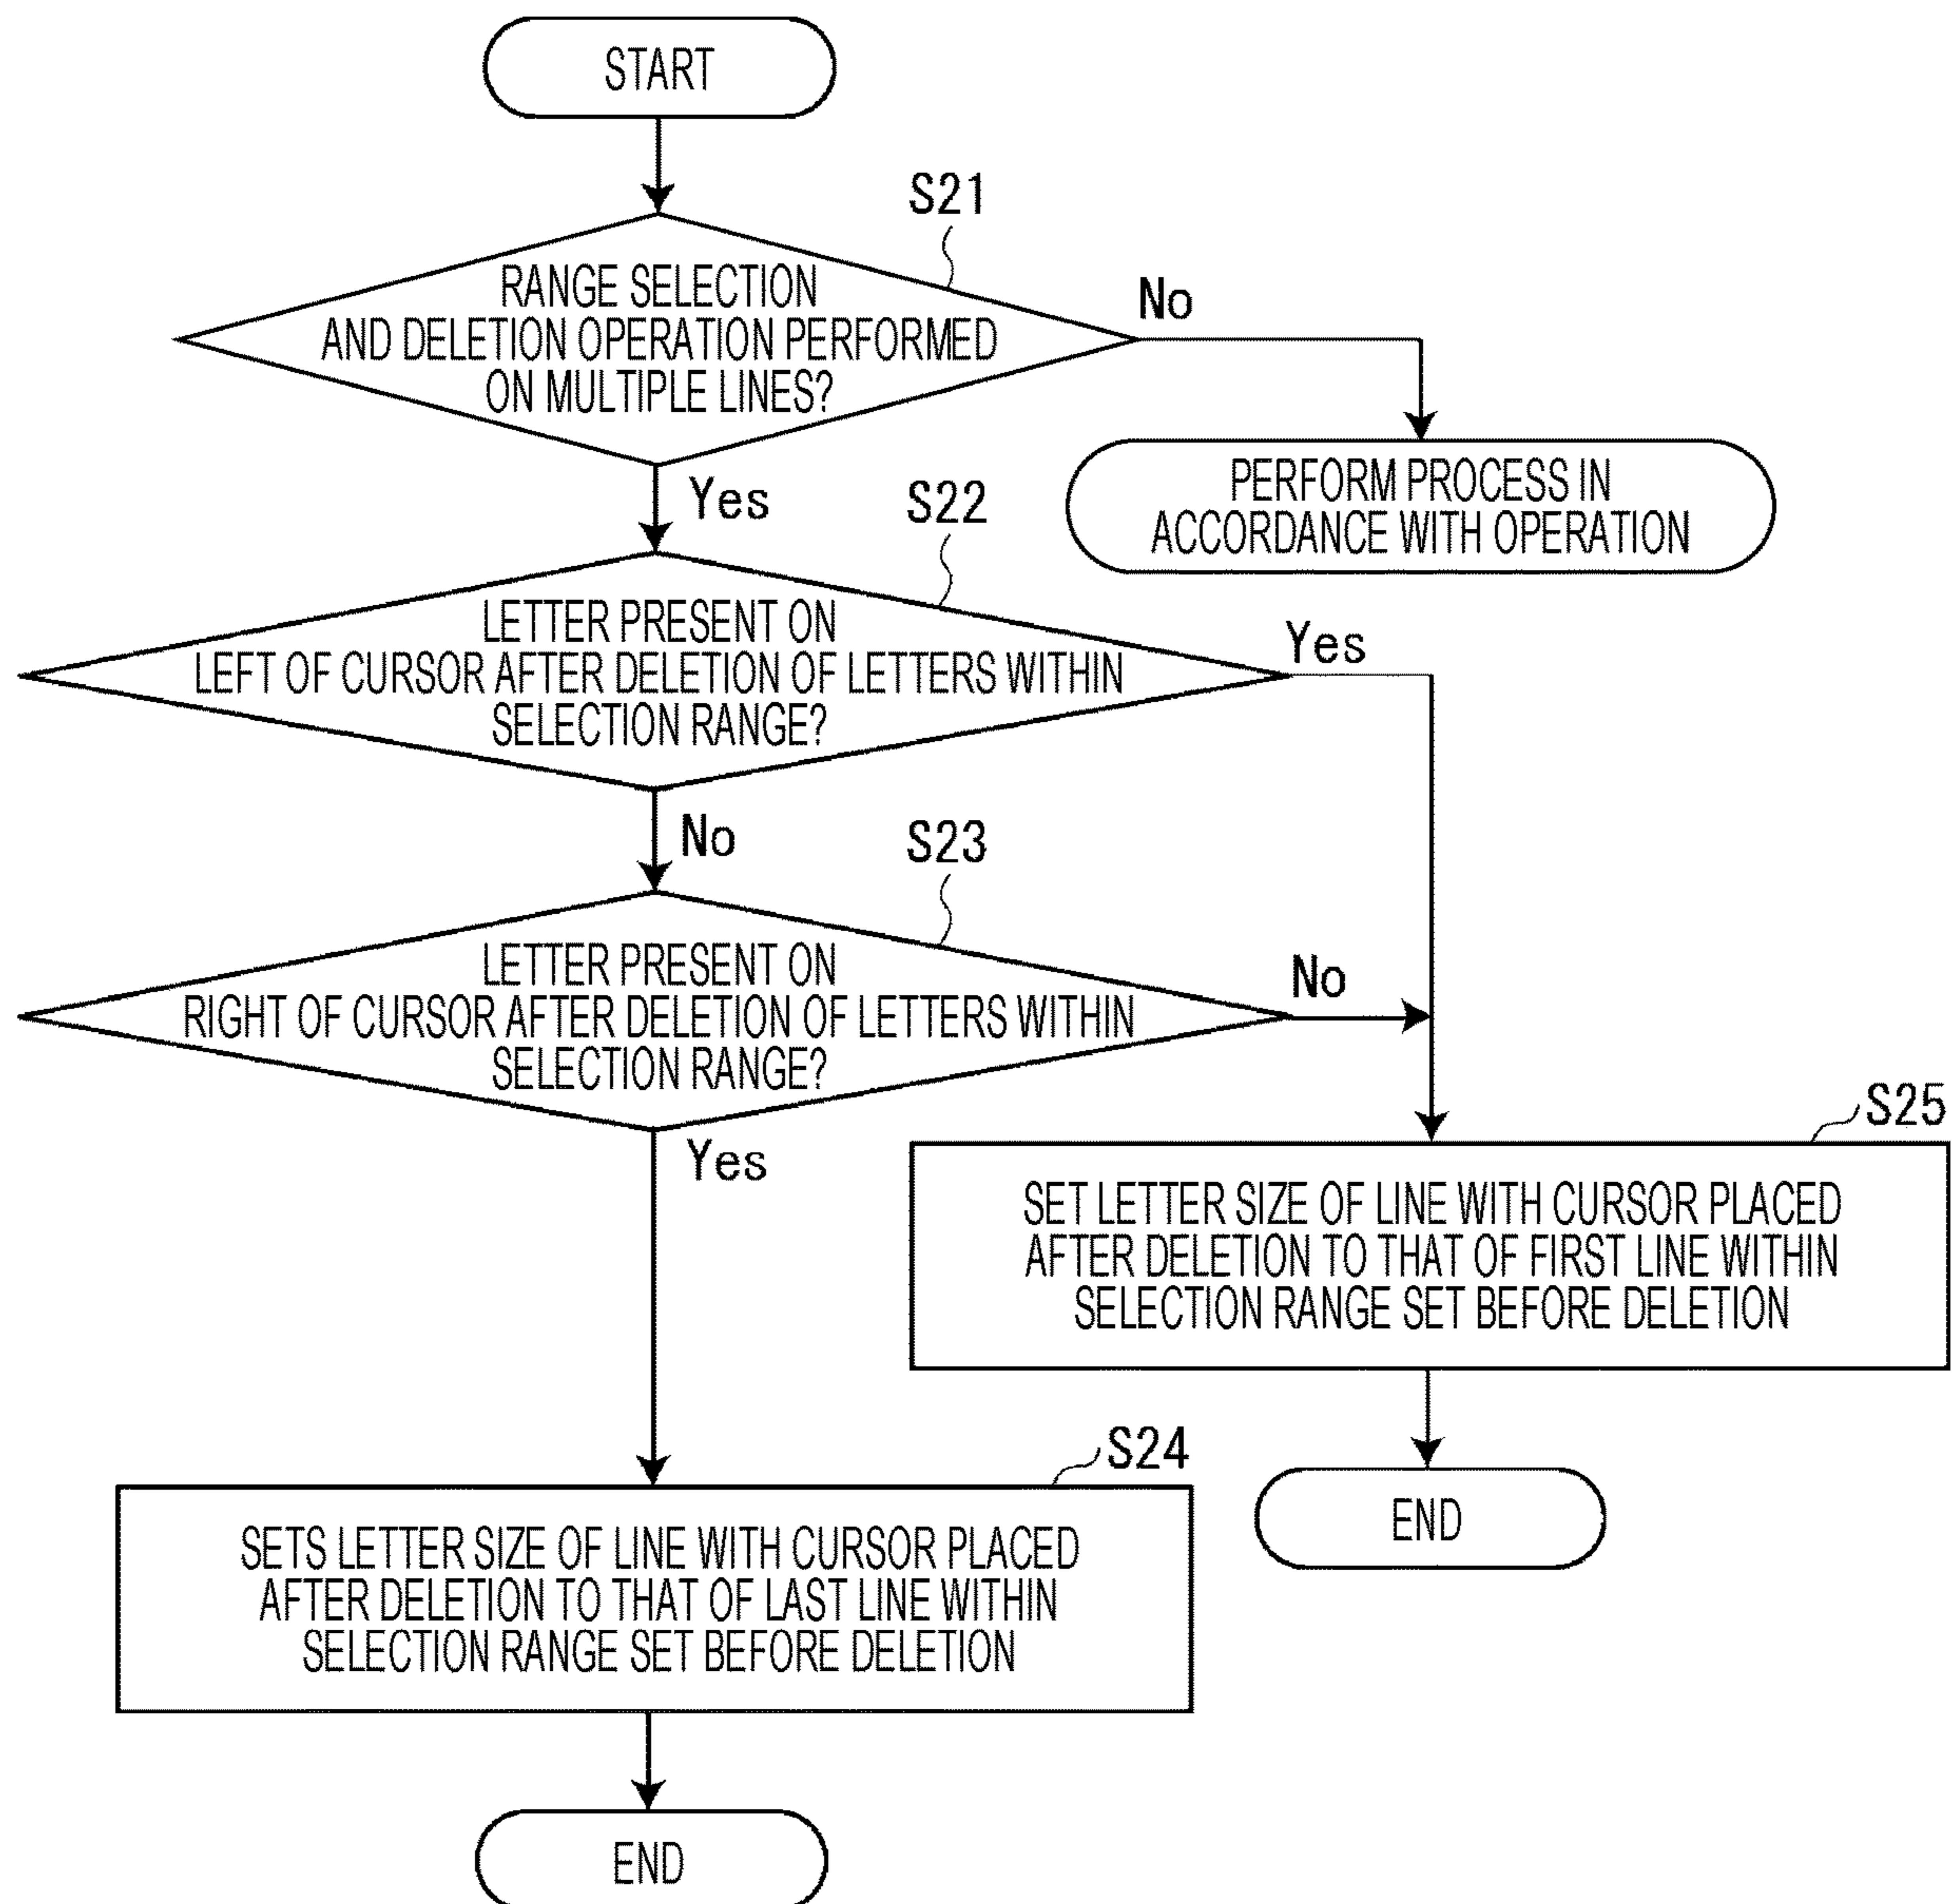 START
S21
RANGE SELECTION
AND DELETION OPERATION PERFORMED
ON MULTIPLE LINES?
No
PERFORM PROCESS IN
ACCORDANCE WITH OPERATION
Yes
S22
LETTER PRESENT ON
LEFT OF CURSOR AFTER DELETION OF LETTERS WITHIN
SELECTION RANGE?
Yes
No
S23
LETTER PRESENT ON
RIGHT OF CURSOR AFTER DELETION OF LETTERS WITHIN
SELECTION RANGE?
No
Yes
S25
SET LETTER SIZE OF LINE WITH CURSOR PLACED
AFTER DELETION TO THAT OF FIRST LINE WITHIN
SELECTION RANGE SET BEFORE DELETION
END
S24
SETS LETTER SIZE OF LINE WITH CURSOR PLACED
AFTER DELETION TO THAT OF LAST LINE WITHIN
SELECTION RANGE SET BEFORE DELETION
END